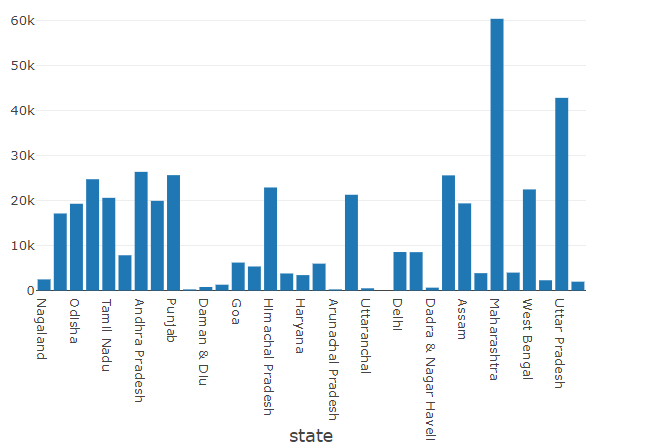 60k
50k
40k
30k
20k
10k
0
Nagaland
Odisha
Tamil Nadu
Andhra Pradesh
Punjab
Daman & Diu
Goa
Himachal Pradesh
Haryana
Arunachal Pradesh
Uttaranchal
Delhi
Dadra & Nagar Haveli
Assam
Maharashtra
West Bengal
Uttar Pradesh
state